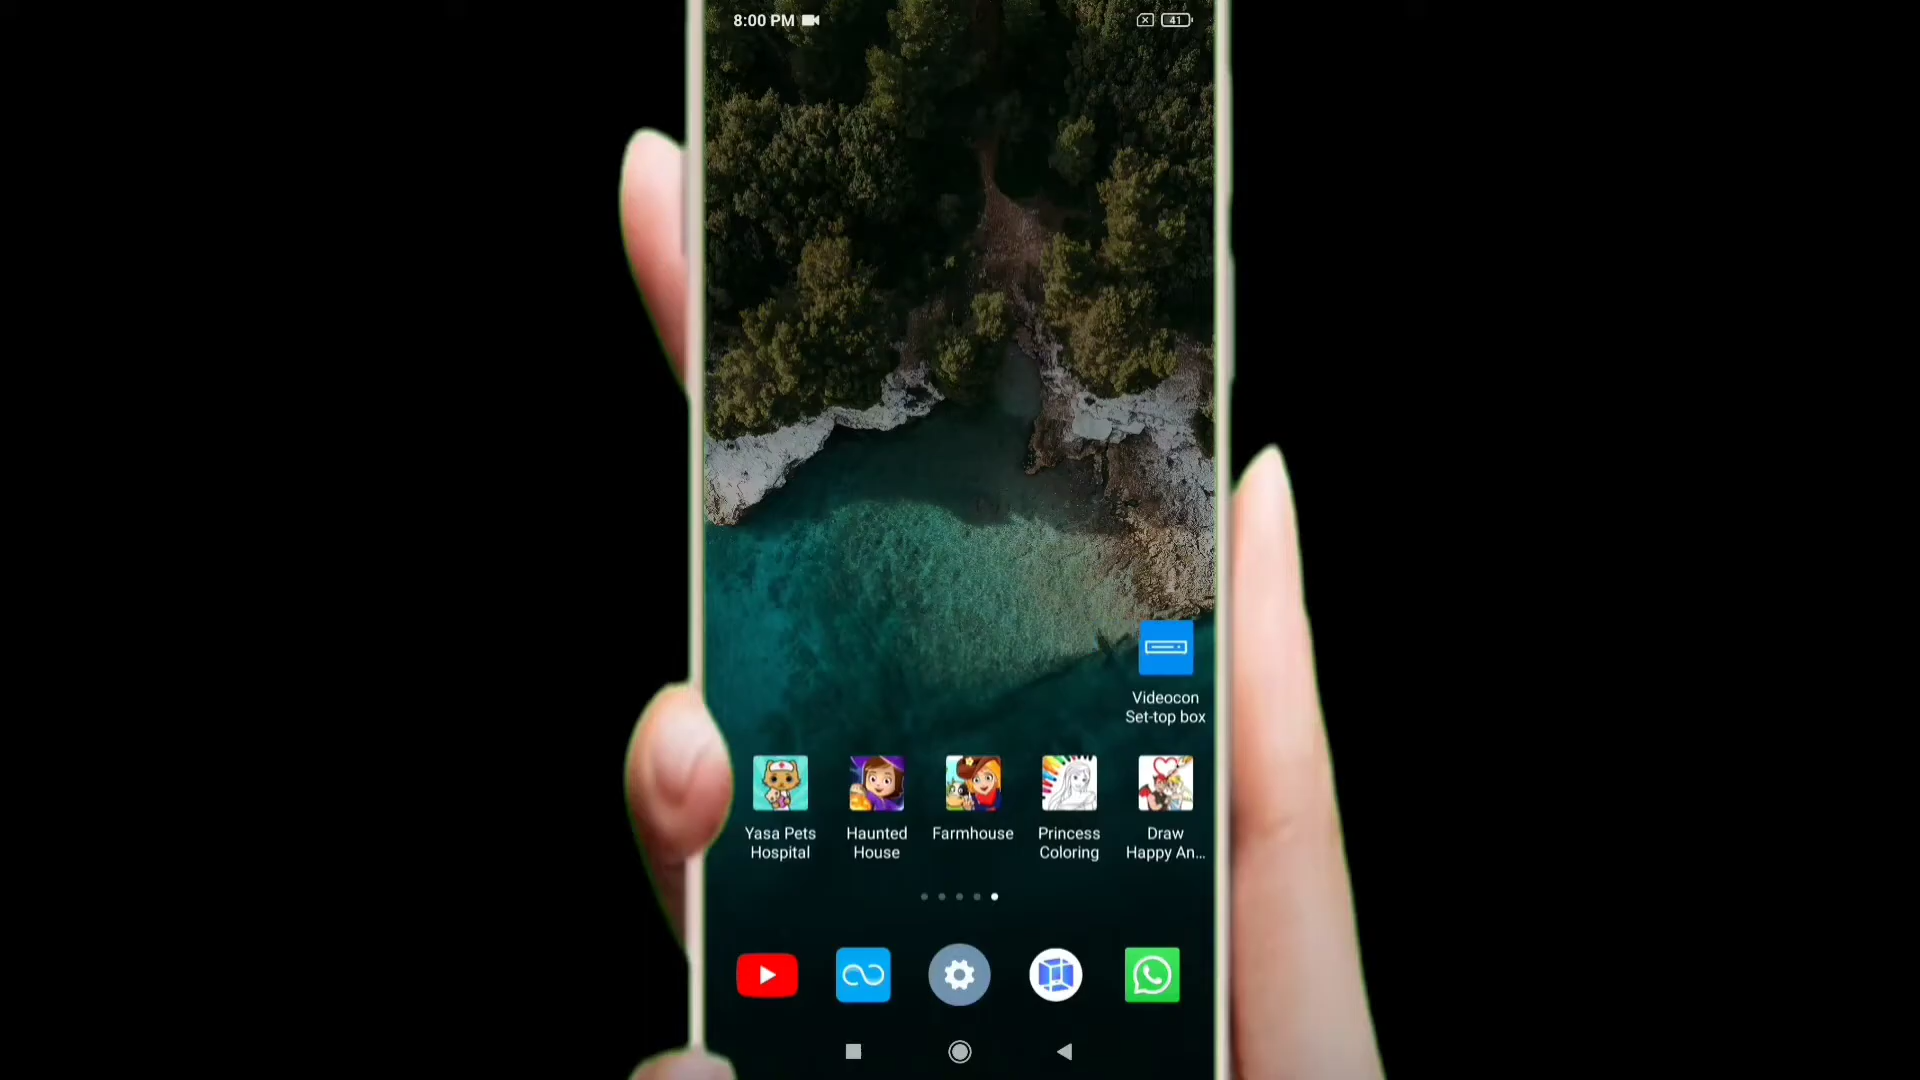 8:00 PM
41
Videocon
Set-top box
Yasa Pets
Hospital
Haunted
House
Farmhouse
Princess
Coloring
Draw
Happy An...